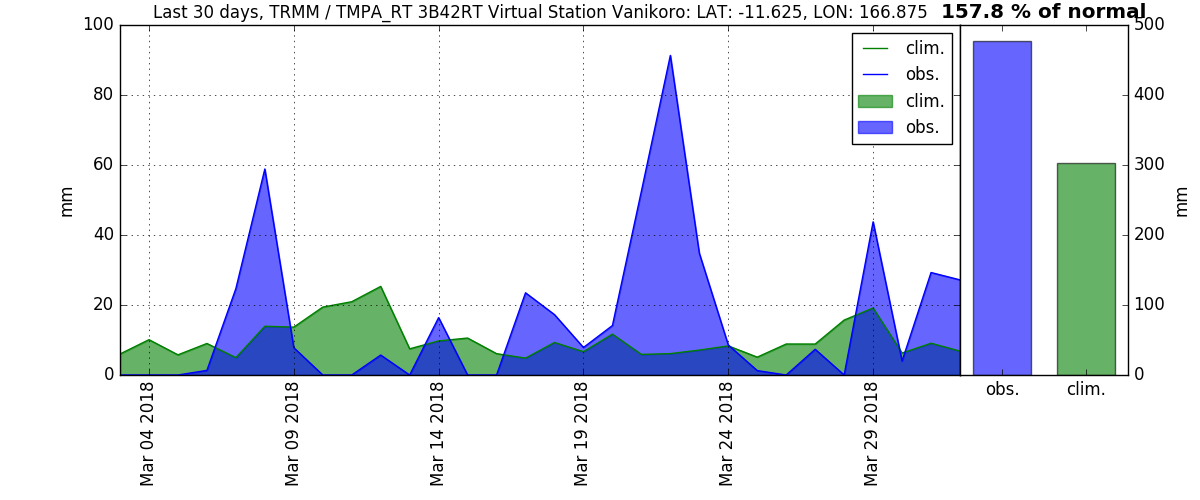 Last 30 days, TRMM / TMPA_RT 3B42RT Virtual Station Vanikoro: LAT: -11.625, LON: 166.875 157.8 % of normal
100
80
60
40
20
0
mm
clim.
obs.
clim.
obs.
Mar 04 2018
Mar 09 2018
Mar 14 2018
Mar 19 2018
Mar 24 2018
Mar 29 2018
500
400
300
200
100
0
mm
obs.
clim.